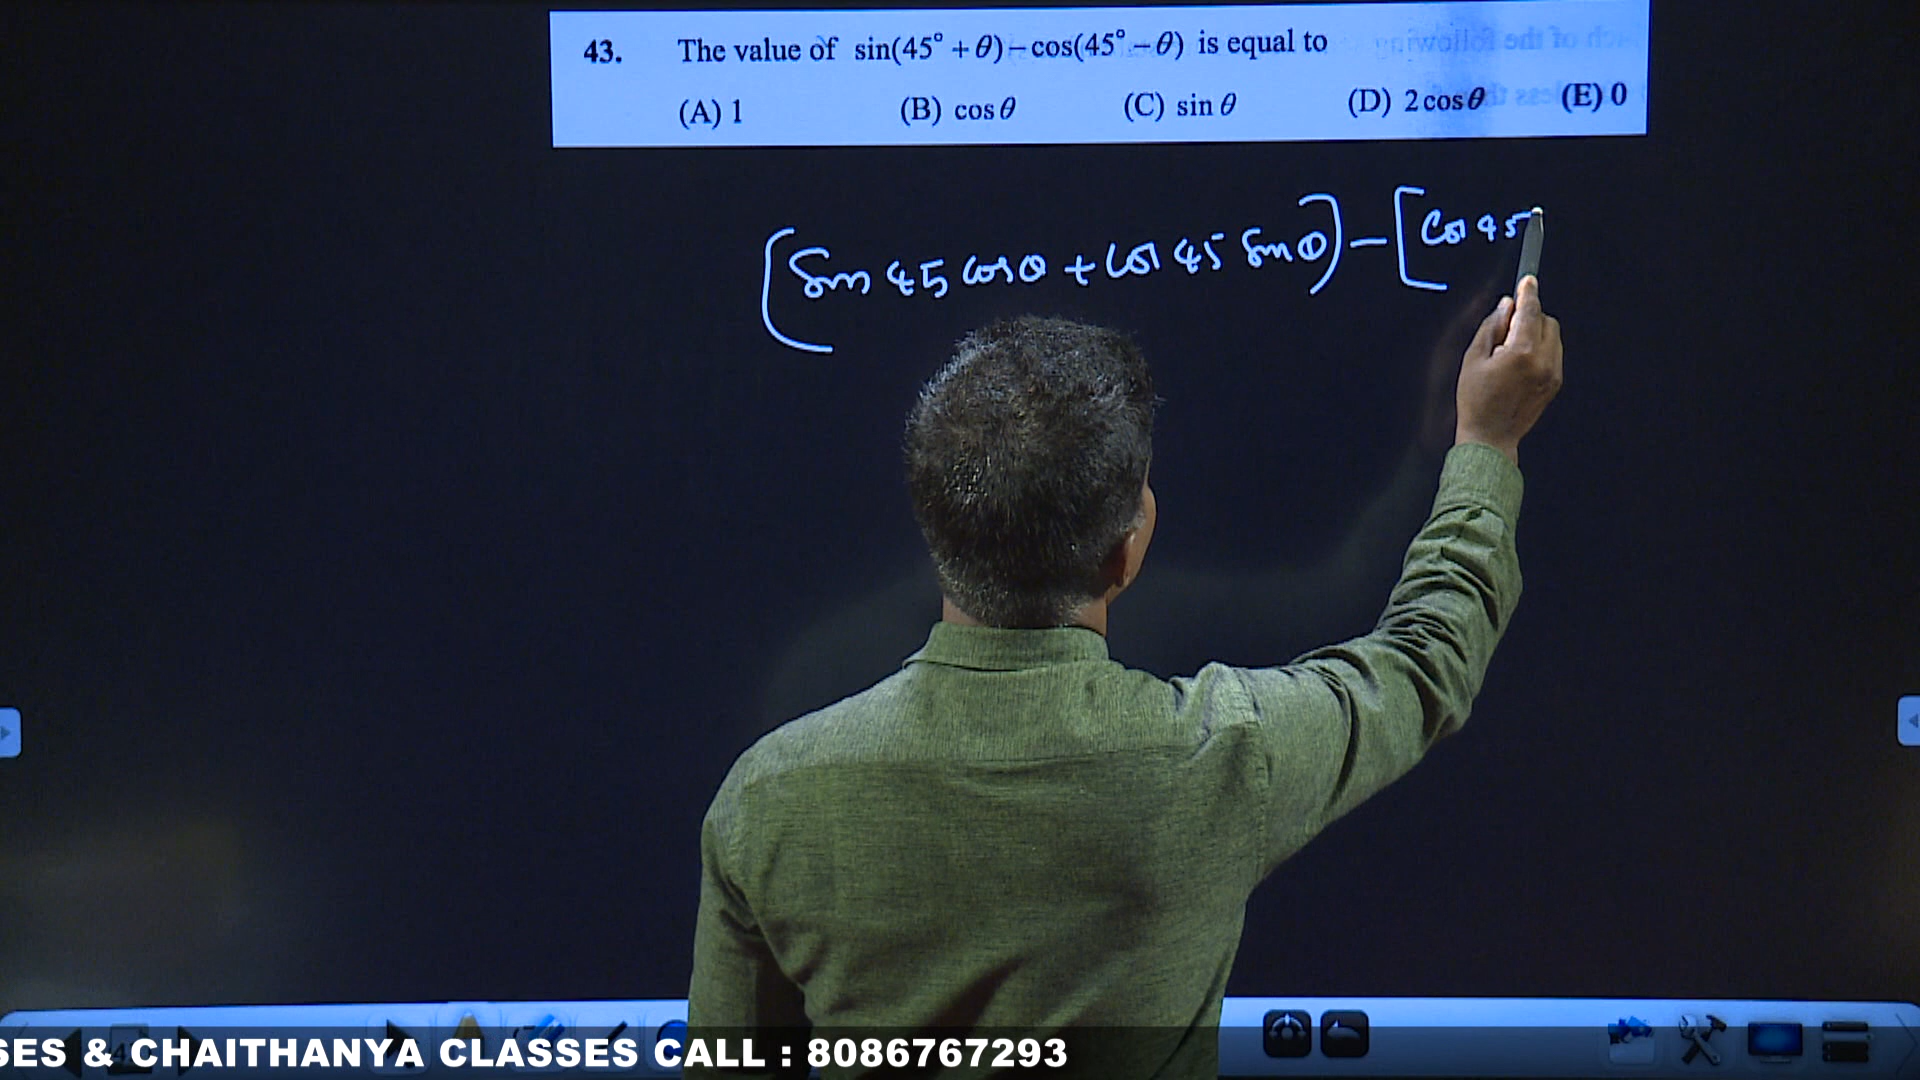 43. The value of sin(45° + θ) – cos(45° – θ) is equal to
(A) 1 (B) cos θ (C) sin θ (D) 2 cos θ (E) 0
(Sin 45 cos θ + cos 45 sin θ) – [cos 45
SES & CHAITHANYA CLASSES CALL : 8086767293